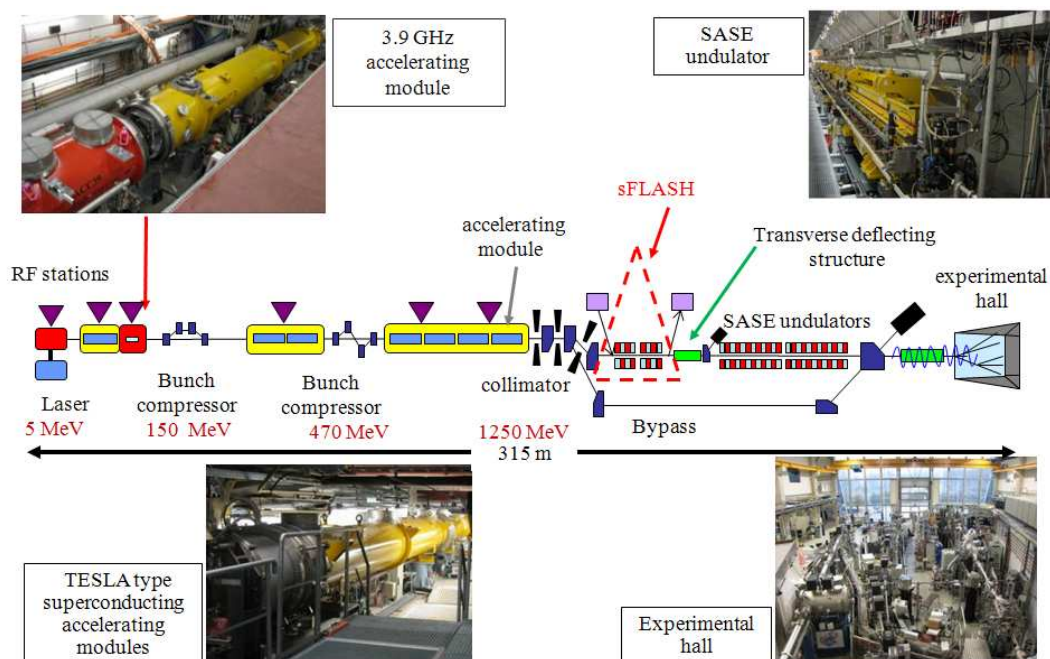 3.9 GHz
accelerating
module
SASE
undulator
sFLASH
accelerating
module
Transverse deflecting
structure
RF stations
experimental
hall
SASE undulators
collimator
Bunch
compressor
Bunch
compressor
Laser
Bypass
5 MeV
150 MeV
470 MeV
1250 MeV
315 m
TESLA type
superconducting
accelerating
modules
Experimental
hall